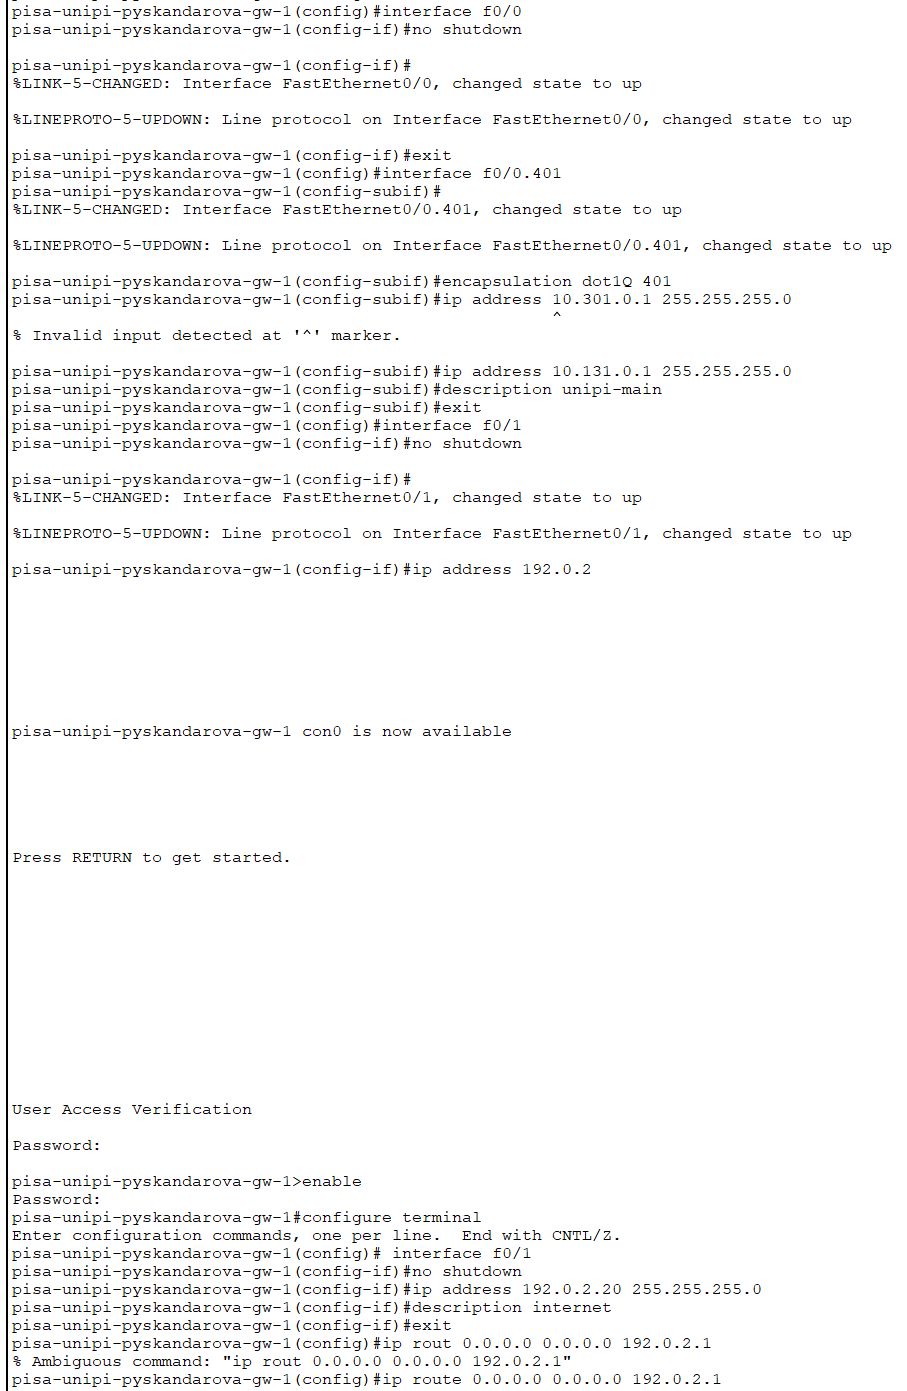 pisa-unipi-pyskandarova-gw-1(config)#interface f0/0
pisa-unipi-pyskandarova-gw-1(config-if)#no shutdown
pisa-unipi-pyskandarova-gw-1(config-if)#
%LINK-5-CHANGED: Interface FastEthernet0/0, changed state to up
%LINEPROTO-5-UPDOWN: Line protocol on Interface FastEthernet0/0, changed state to up
pisa-unipi-pyskandarova-gw-1(config-if)#exit
pisa-unipi-pyskandarova-gw-1(config)#interface f0/0.401
pisa-unipi-pyskandarova-gw-1(config-subif)#
%LINK-5-CHANGED: Interface FastEthernet0/0.401, changed state to up
%LINEPROTO-5-UPDOWN: Line protocol on Interface FastEthernet0/0.401, changed state to up
pisa-unipi-pyskandarova-gw-1(config-subif)#encapsulation dot1Q 401
pisa-unipi-pyskandarova-gw-1(config-subif)#ip address 10.301.0.1 255.255.255.0
^
% Invalid input detected at '^' marker.
pisa-unipi-pyskandarova-gw-1(config-subif)#ip address 10.131.0.1 255.255.255.0
pisa-unipi-pyskandarova-gw-1(config-subif)#description unipi-main
pisa-unipi-pyskandarova-gw-1(config-subif)#exit
pisa-unipi-pyskandarova-gw-1(config)#interface f0/1
pisa-unipi-pyskandarova-gw-1(config-if)#no shutdown
pisa-unipi-pyskandarova-gw-1(config-if)#
%LINK-5-CHANGED: Interface FastEthernet0/1, changed state to up
%LINEPROTO-5-UPDOWN: Line protocol on Interface FastEthernet0/1, changed state to up
pisa-unipi-pyskandarova-gw-1(config-if)#ip address 192.0.2
pisa-unipi-pyskandarova-gw-1 con0 is now available
Press RETURN to get started.
User Access Verification
Password:
pisa-unipi-pyskandarova-gw-1>enable
Password:
pisa-unipi-pyskandarova-gw-1#configure terminal
Enter configuration commands, one per line.  End with CNTL/Z.
pisa-unipi-pyskandarova-gw-1(config)# interface f0/1
pisa-unipi-pyskandarova-gw-1(config-if)#no shutdown
pisa-unipi-pyskandarova-gw-1(config-if)#ip address 192.0.2.20 255.255.255.0
pisa-unipi-pyskandarova-gw-1(config-if)#description internet
pisa-unipi-pyskandarova-gw-1(config-if)#exit
pisa-unipi-pyskandarova-gw-1(config)#ip rout 0.0.0.0 0.0.0.0 192.0.2.1
% Ambiguous command: "ip rout 0.0.0.0 0.0.0.0 192.0.2.1"
pisa-unipi-pyskandarova-gw-1(config)#ip route 0.0.0.0 0.0.0.0 192.0.2.1